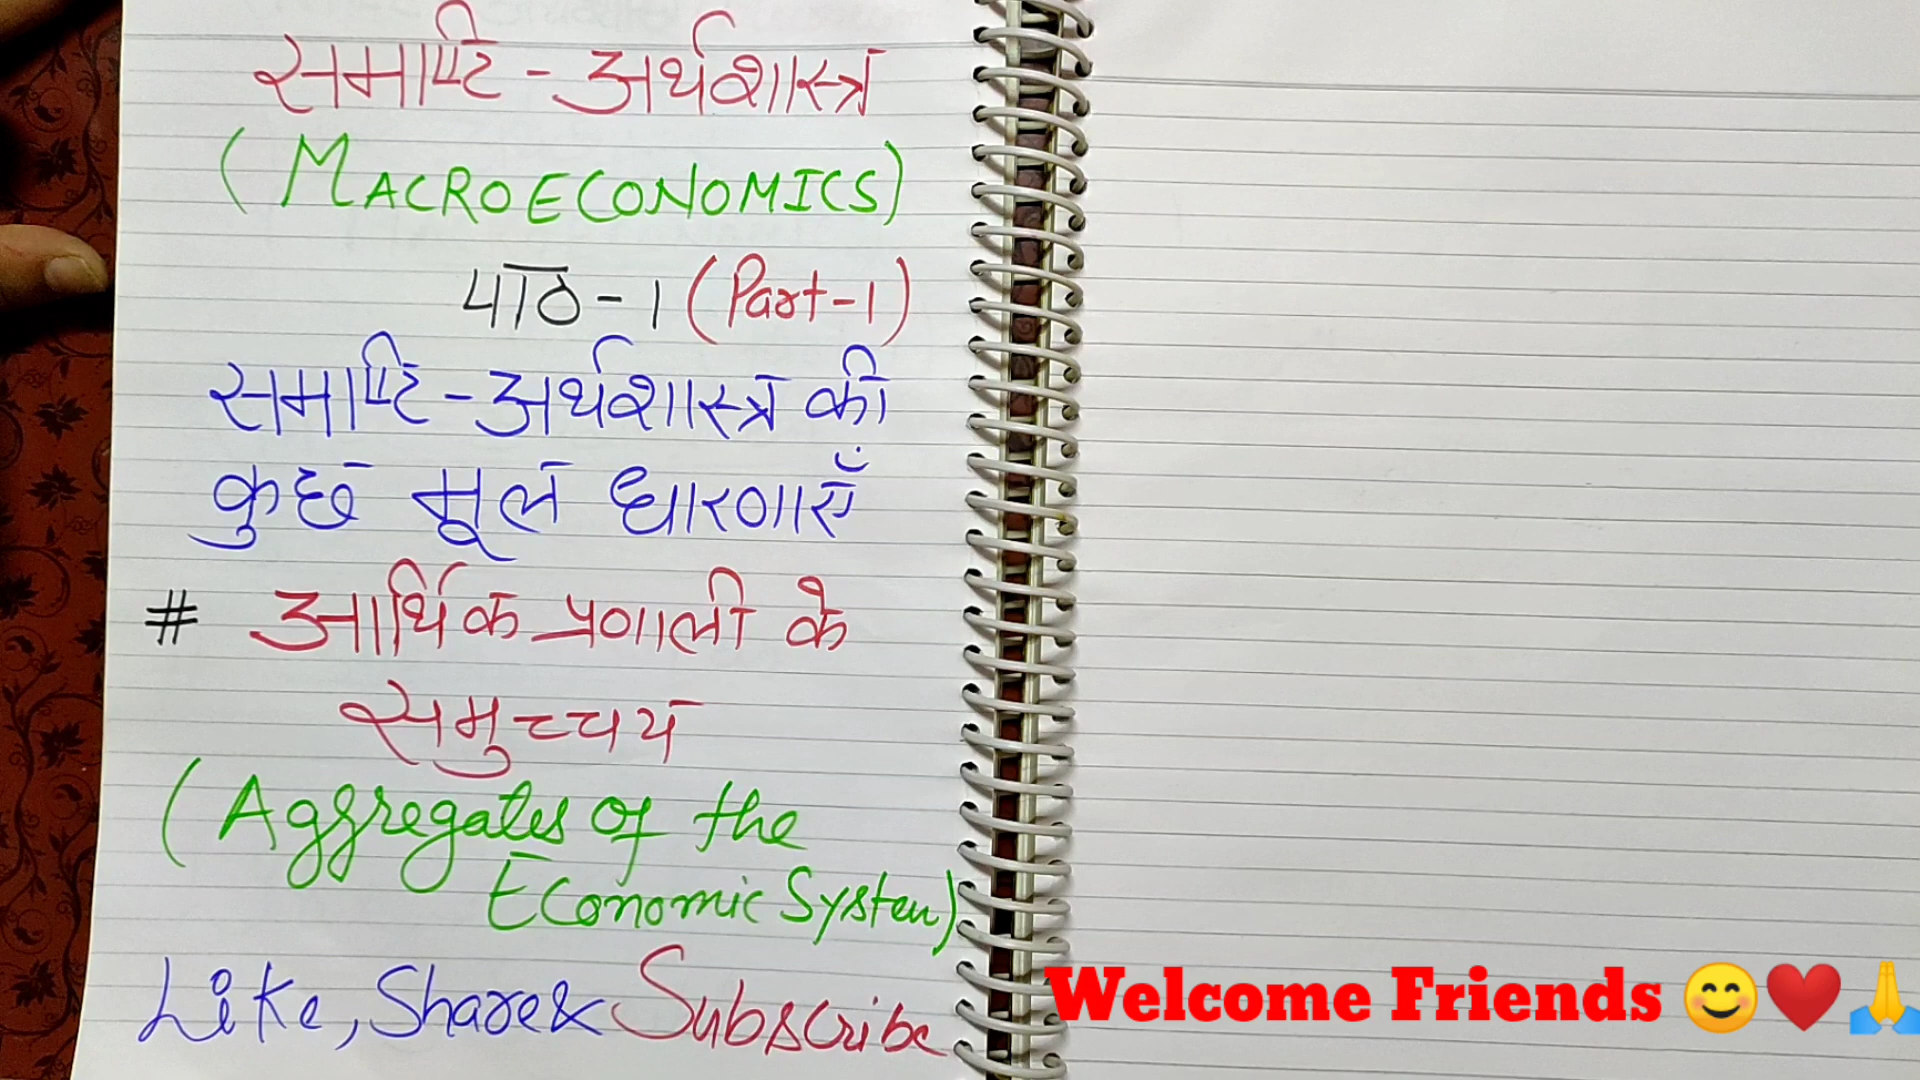 समष्टि - अर्थशास्त्र
(MACROECONOMICS)
पाठ - 1 (Part-1)
समष्टि - अर्थशास्त्र की
कुछ मूल धारणाएँ
# आर्थिक प्रणाली के
समुच्चय
(Aggregates of the
Economic System)
Like, Share & Subscribe
Welcome Friends 😊❤️🙏